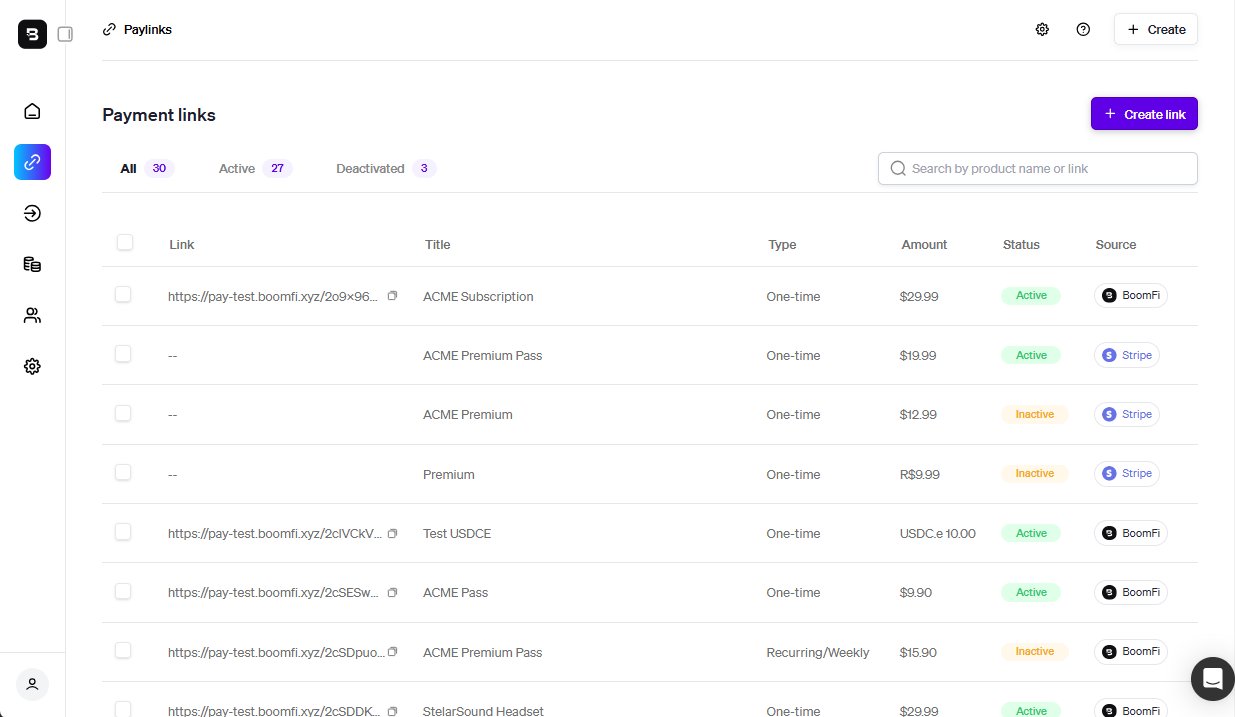 Paylinks
Create
Payment links
Create link
All 30 Active 27 Deactivated 3 Search by product name or link
Link Title Type Amount Status Source
https://pay-test.boomfi.xyz/2o9x96... ACME Subscription One-time $29.99 Active BoomFi
-- ACME Premium Pass One-time $19.99 Active Stripe
-- ACME Premium One-time $12.99 Inactive Stripe
-- Premium One-time R$9.99 Inactive Stripe
https://pay-test.boomfi.xyz/2clVCkV... Test USDCE One-time USDC.e 10.00 Active BoomFi
https://pay-test.boomfi.xyz/2cSESw... ACME Pass One-time $9.90 Active BoomFi
https://pay-test.boomfi.xyz/2cSDpuo... ACME Premium Pass Recurring/Weekly $15.90 Inactive BoomFi
https://pay-test.boomfi.xyz/2cSDDK... StelarSound Headset One-time $29.99 Active BoomFi